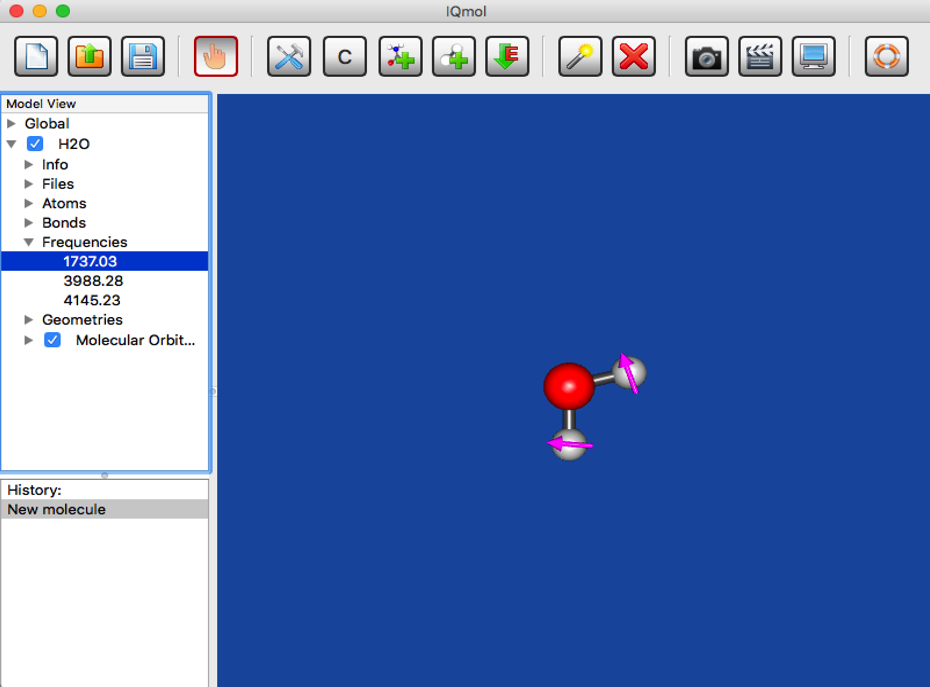 IQmol
C
E
Model View
Global
H2O
Info
Files
Atoms
Bonds
Frequencies
1737.03
3988.28
4145.23
Geometries
Molecular Orbit...
History:
New molecule